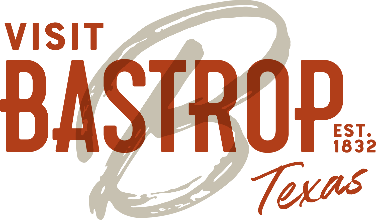 VISIT
B
BASTROP
EST.
1832
Texas